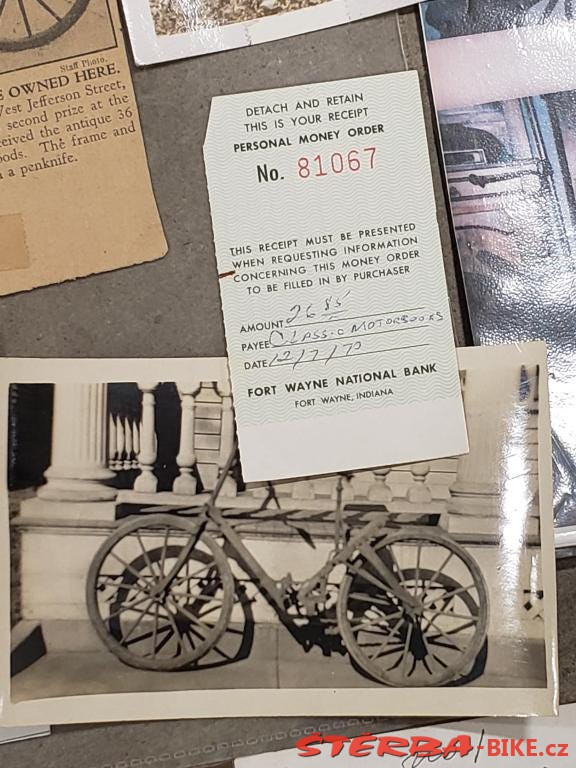 Staff Photo.
S OWNED HERE.
West Jefferson Street,
second prize at the
ceived the antique 36
ods. The frame and
a penknife.
DETACH AND RETAIN
THIS IS YOUR RECEIPT
PERSONAL MONEY ORDER
No. 81067
THIS RECEIPT MUST BE PRESENTED
WHEN REQUESTING INFORMATION
CONCERNING THIS MONEY ORDER
TO BE FILLED IN BY PURCHASER
AMOUNT
PAYEE CLASSIC MOTORBOOKS
DATE 12/7/70
FORT WAYNE NATIONAL BANK
FORT WAYNE, INDIANA
ŠTĚRBA-BIKE.cz